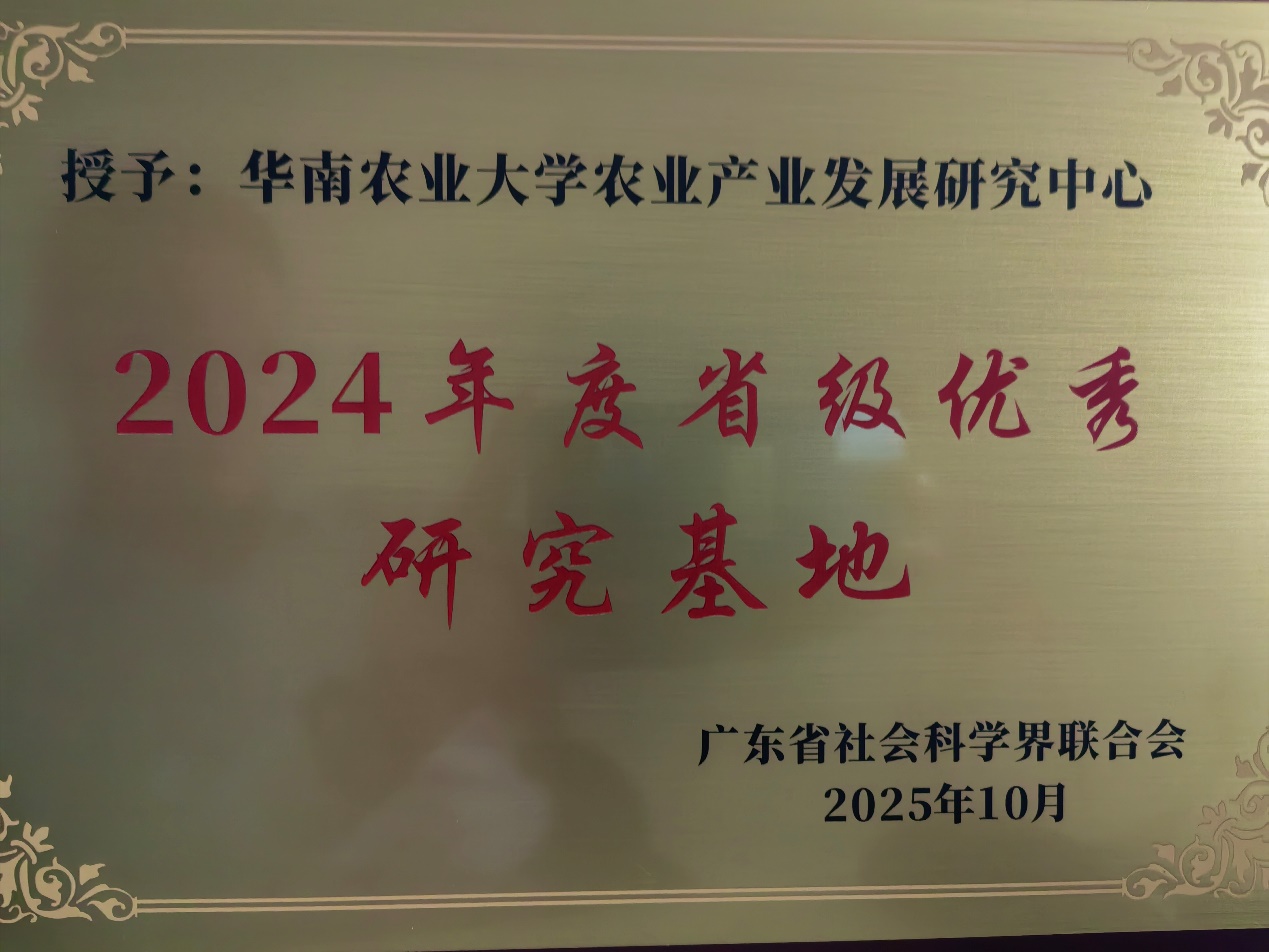 授予：华南农业大学农业产业发展研究中心
2024年度省级优秀
研究基地
广东省社会科学界联合会
2025年10月